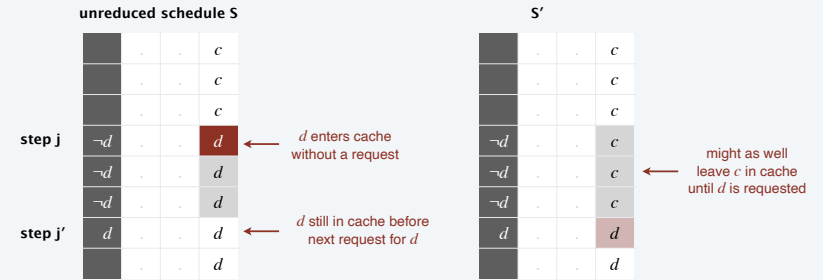 unreduced schedule S
S′
. . c . . c
. . c . . c
. . c . . c
step j ¬d . . d d enters cache without a request ¬d . . c
¬d . . d ¬d . . c might as well leave c in cache until d is requested
¬d . . d ¬d . . c
step j′ d . . d d still in cache before next request for d d . . d
. . d . . d